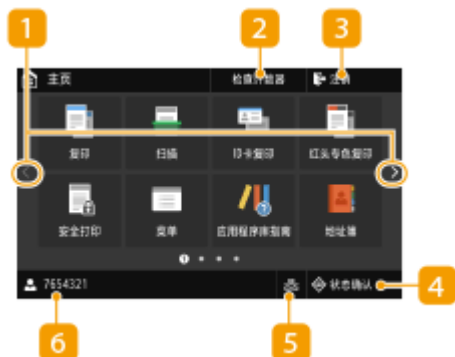 1
2
3
主页
检查计数器
注销
复印
扫描
ID卡复印
红头专色复印
安全打印
菜单
应用程序库指南
地址簿
1
7654321
状态确认
4
5
6